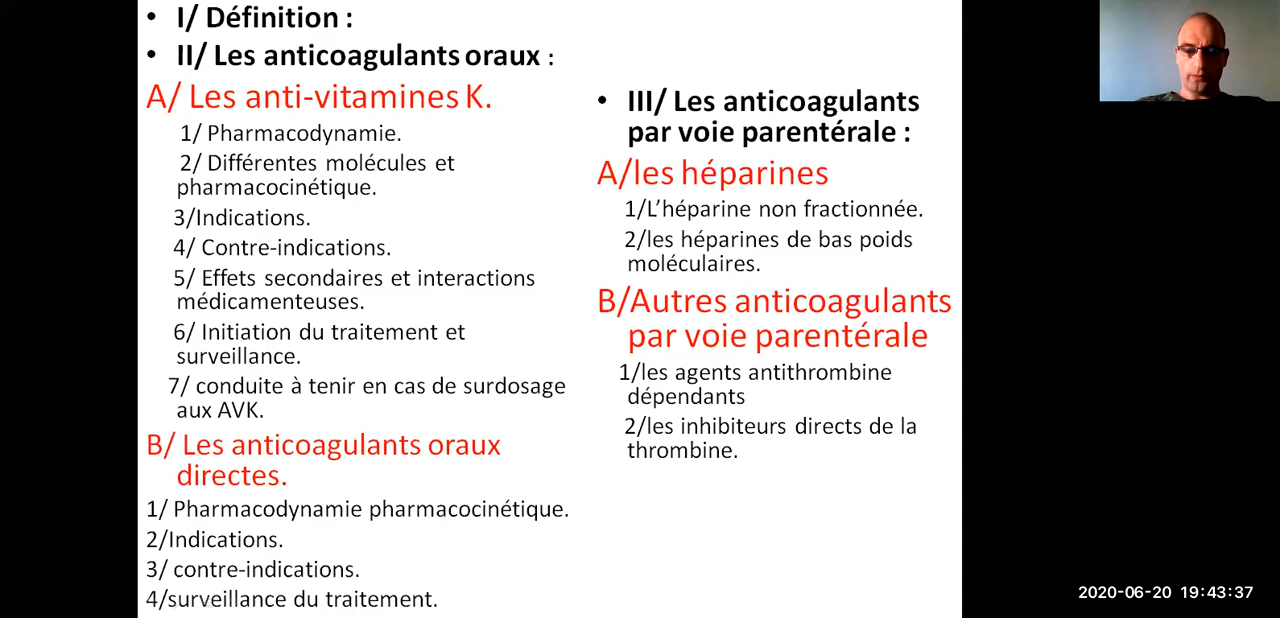 • I/ Définition :
• II/ Les anticoagulants oraux :
A/ Les anti-vitamines K.
1/ Pharmacodynamie.
2/ Différentes molécules et
pharmacocinétique.
3/Indications.
4/ Contre-indications.
5/ Effets secondaires et interactions
médicamenteuses.
6/ Initiation du traitement et
surveillance.
7/ conduite à tenir en cas de surdosage
aux AVK.
B/ Les anticoagulants oraux
directes.
1/ Pharmacodynamie pharmacocinétique.
2/Indications.
3/ contre-indications.
4/surveillance du traitement.
• III/ Les anticoagulants
par voie parentérale :
A/les héparines
1/L’héparine non fractionnée.
2/les héparines de bas poids
moléculaires.
B/Autres anticoagulants
par voie parentérale
1/les agents antithrombine
dépendants
2/les inhibiteurs directs de la
thrombine.
2020-06-20 19:43:37